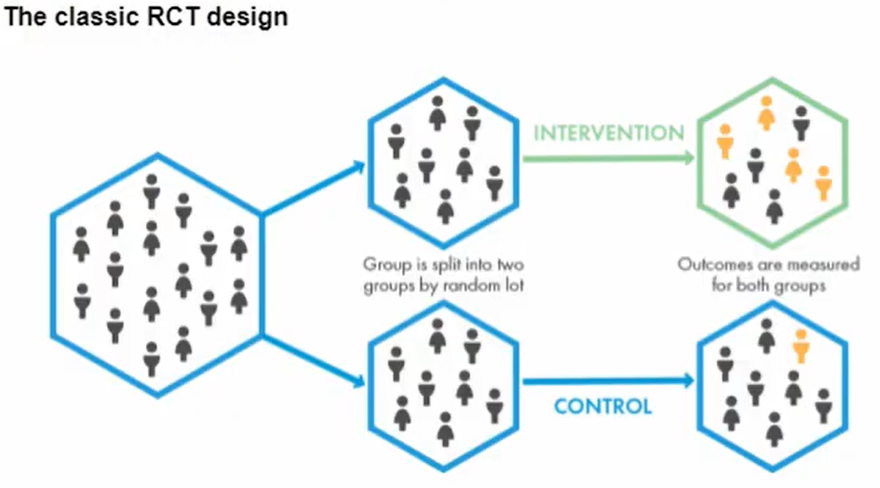 The classic RCT design
INTERVENTION
Group is split into two
groups by random lot
Outcomes are measured
for both groups
CONTROL